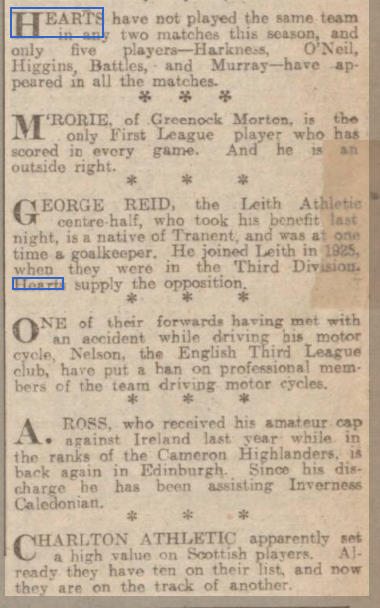 HEARTS have not played the same team
in any two matches this season, and
only five players—Harkness, O'Neil,
Higgins, Battles, and Murray—have ap-
peared in all the matches.
* * *
M'RORIE, of Greenock Morton, is the
only First League player who has
scored in every game. And he is an
outside right.
* * *
GEORGE REID, the Leith Athletic
centre-half, who took his benefit last
night, is a native of Tranent, and was at one
time a goalkeeper. He joined Leith in 1925,
when they were in the Third Division.
Hearts supply the opposition.
* * *
ONE of their forwards having met with
an accident while driving his motor
cycle, Nelson, the English Third League
club, have put a ban on professional mem-
bers of the team driving motor cycles.
* * *
A. ROSS, who received his amateur cap
against Ireland last year while in
the ranks of the Cameron Highlanders, is
back again in Edinburgh. Since his dis-
charge he has been assisting Inverness
Caledonian.
* * *
CHARLTON ATHLETIC apparently set
a high value on Scottish players. Al-
ready they have ten on their list, and now
they are on the track of another.